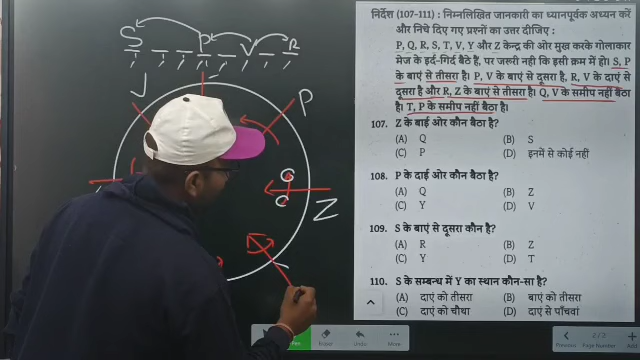 निर्देश (107-111) : निम्नलिखित जानकारी का ध्यानपूर्वक अध्यन करें
और निचे दिए गए प्रश्नों का उत्तर दीजिए :
P, Q, R, S, T, V, Y और Z केन्द्र की ओर मुख करके गोलाकार
मेज के इर्द-गिर्द बैठे हैं, पर जरूरी नही कि इसी क्रम में हो। S, P
के बाएं से तीसरा है। P, V के बाएं से दूसरा है, R, V के दाएं से
दूसरा है और R, Z के बाएं से तीसरा है। Q, V के समीप नहीं बैठा
है। T, P के समीप नहीं बैठा है।
107. Z के बाई ओर कौन बैठा है?
(A) Q (B) S
(C) P (D) इनमें से कोई नहीं
108. P के दाई ओर कौन बैठा है?
(A) Q (B) Z
(C) Y (D) V
109. S के बाएं से दूसरा कौन है?
(A) R (B) Z
(C) Y (D) T
110. S के सम्बन्ध में Y का स्थान कौन-सा है?
(A) दाएं को तीसरा (B) बाएं को तीसरा
(C) दाएं को चौथा (D) दाएं से पाँचवां
S P V R
P
Z
Eraser Undo More
Previous Page Number Add